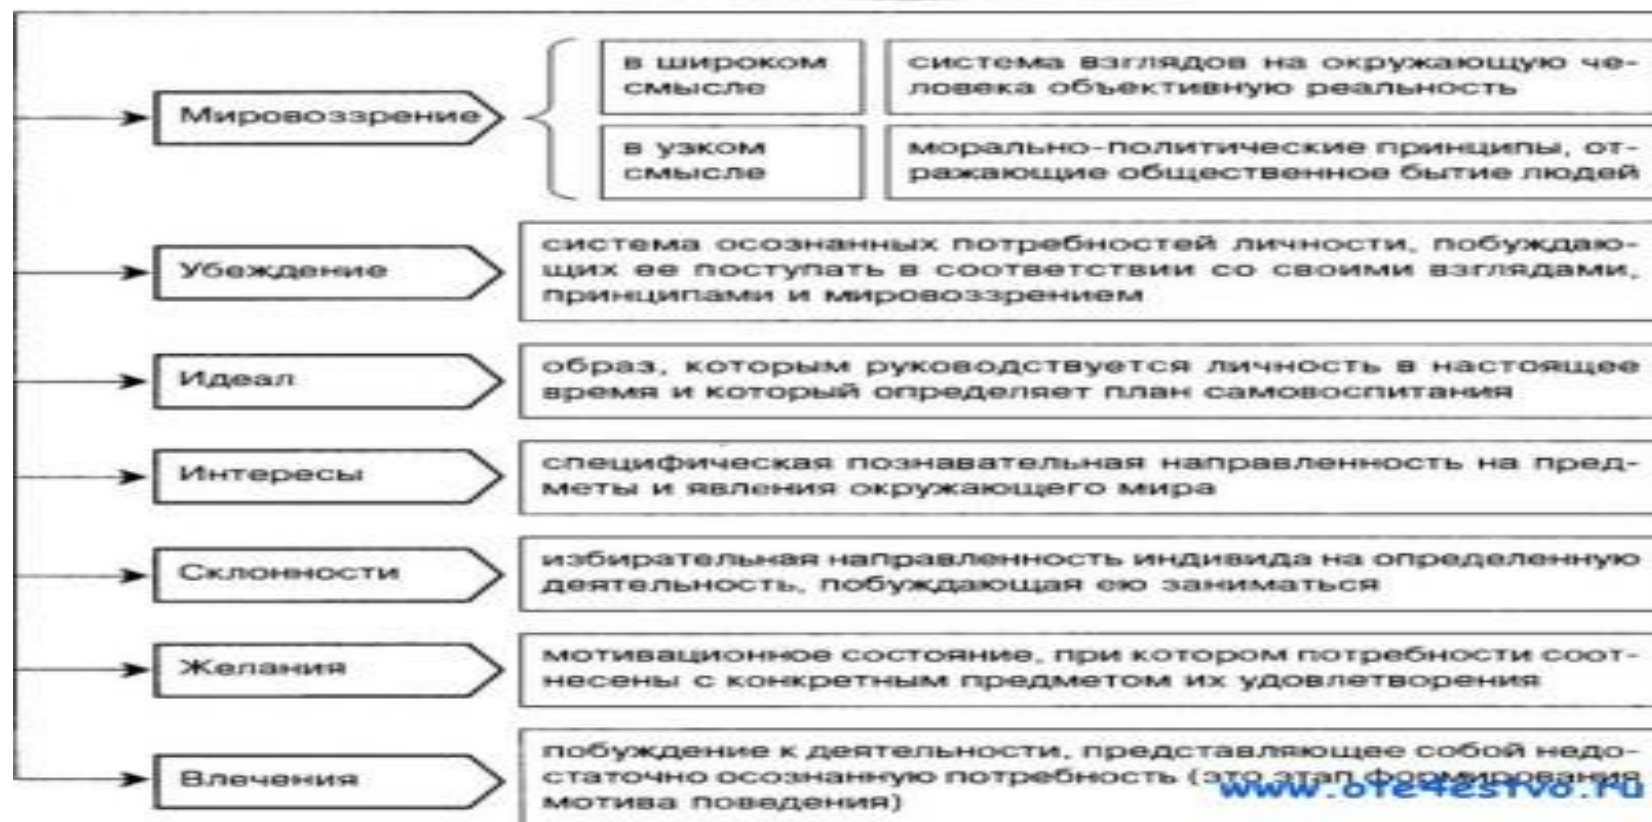 Мировоззрение
в широком
смысле
система взглядов на окружающую че-
ловека объективную реальность
в узком
смысле
морально-политические принципы, от-
ражающие общественное бытие людей
Убеждение
система осознанных потребностей личности, побуждаю-
щих ее поступать в соответствии со своими взглядами,
принципами и мировоззрением
Идеал
образ, которым руководствуется личность в настоящее
время и который определяет план самовоспитания
Интересы
специфическая познавательная направленность на пред-
меты и явления окружающего мира
Склонности
избирательная направленность индивида на определенную
деятельность, побуждающая ею заниматься
Желания
мотивационное состояние, при котором потребности соот-
несены с конкретным предметом их удовлетворения
Влечения
побуждение к деятельности, представляющее собой недо-
статочно осознанную потребность (это этап формирования
мотива поведения)
www.ote4estvo.ru